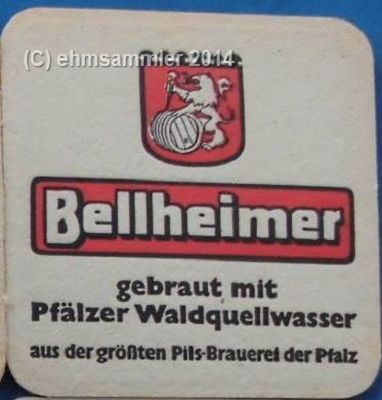 (C) ehmsammler 2014
Bellheimer
gebraut mit
Pfälzer Waldquellwasser
aus der größten Pils-Brauerei der Pfalz